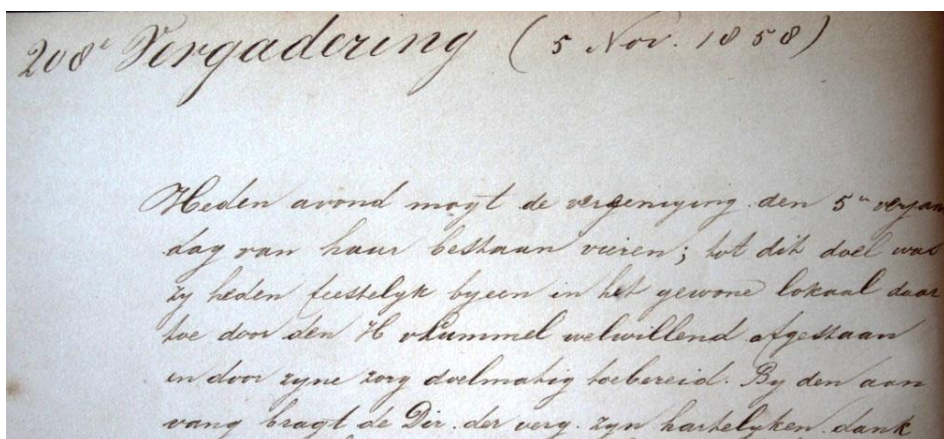 208e Vergadering (5 Nov. 1858)
Heden avond mogt de vereeniging den 5n verjaar
dag van haar bestaan vieren; tot dit doel was
zy heden feestelyk byeen in het gewone lokaal daar
toe door den H vRummel welwillend afgestaan
en door zyne zorg doelmatig toebereid. By den aan
vang bragt de Dir. der verg. zyn hartelyken dank